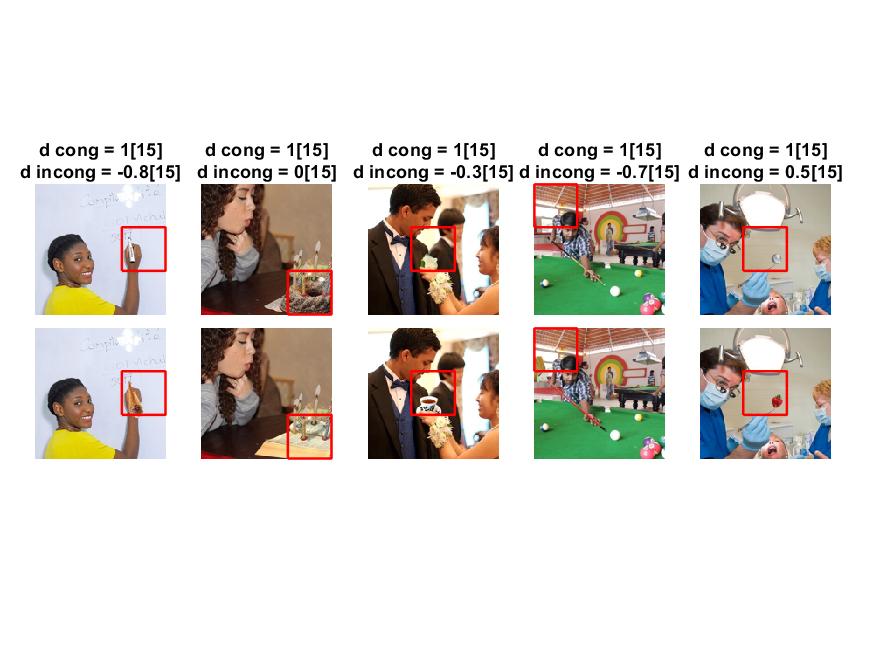 d cong = 1[15]
d incong = -0.8[15]
d cong = 1[15]
d incong = 0[15]
d cong = 1[15]
d incong = -0.3[15]
d cong = 1[15]
d incong = -0.7[15]
d cong = 1[15]
d incong = 0.5[15]